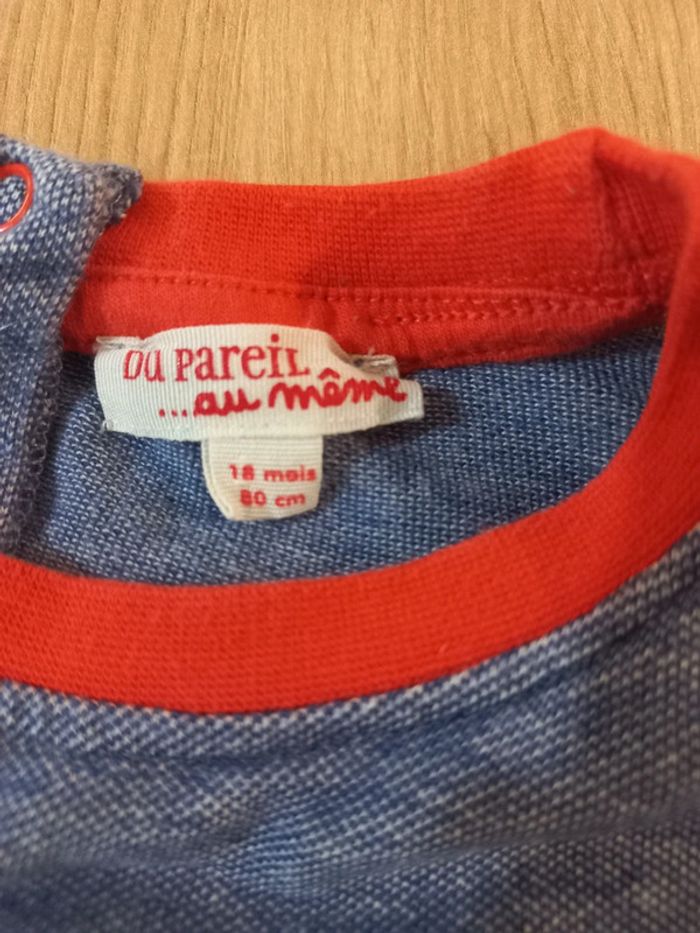 DU PAREIL
...au même
18 mois
80 cm